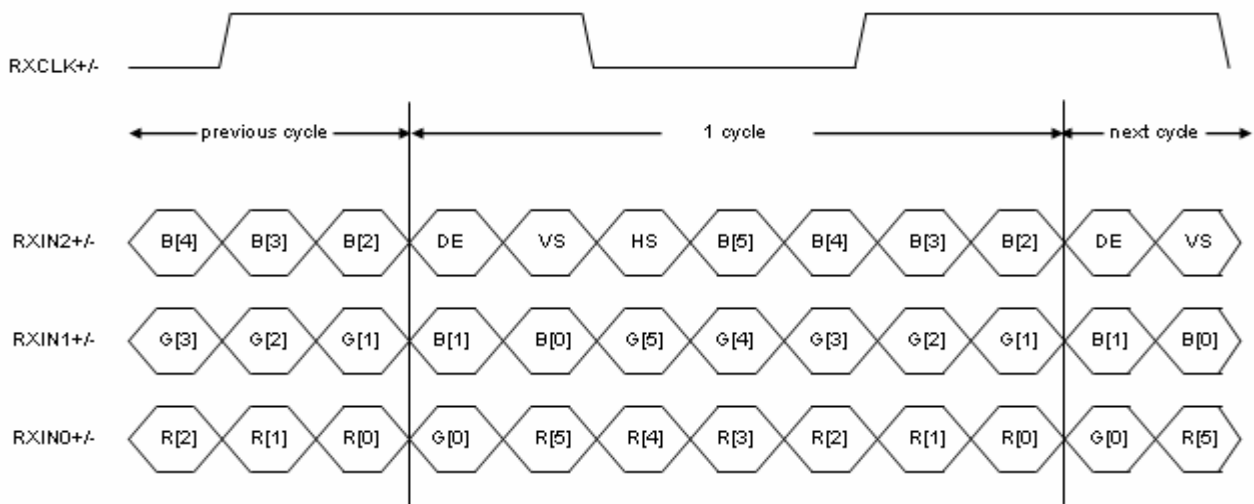 RXCLK+/-
previous cycle 1 cycle next cycle
RXIN2+/- B[4] B[3] B[2] DE VS HS B[5] B[4] B[3] B[2] DE VS
RXIN1+/- G[3] G[2] G[1] B[1] B[0] G[5] G[4] G[3] G[2] G[1] B[1] B[0]
RXIN0+/- R[2] R[1] R[0] G[0] R[5] R[4] R[3] R[2] R[1] R[0] G[0] R[5]